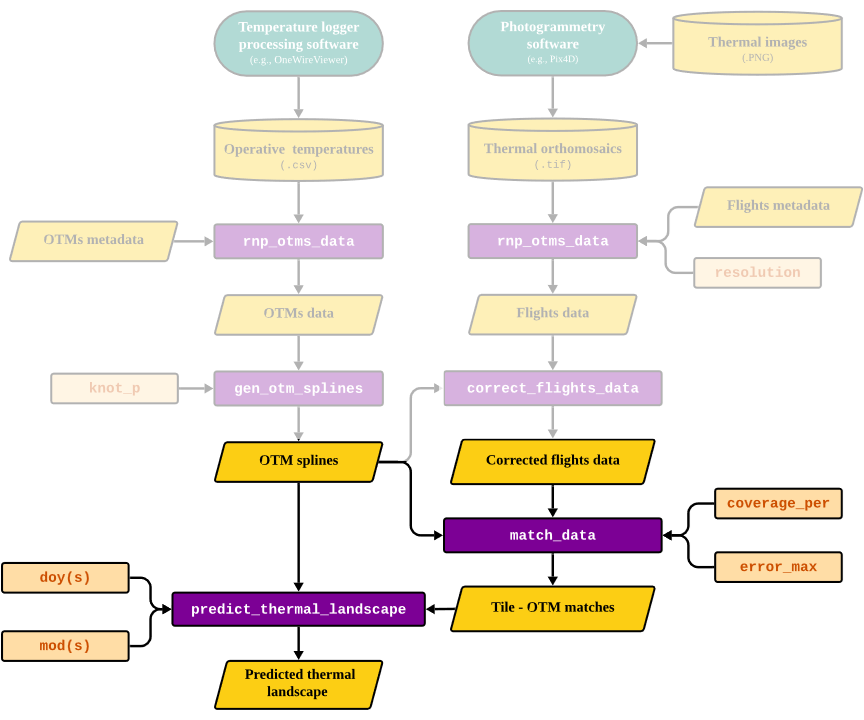 Temperature logger
processing software
(e.g., OneWireViewer)
Photogrammetry
software
(e.g., Pix4D)
Thermal images
(.PNG)
Operative temperatures
(.csv)
Thermal orthomosaics
(.tif)
Flights metadata
OTMs metadata
rnp_otms_data
rnp_otms_data
resolution
OTMs data
Flights data
knot_p
gen_otm_splines
correct_flights_data
OTM splines
Corrected flights data
coverage_per
match_data
error_max
doy(s)
predict_thermal_landscape
Tile - OTM matches
mod(s)
Predicted thermal
landscape